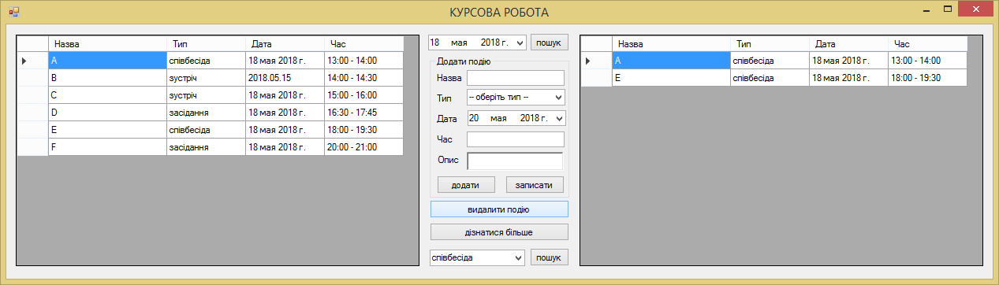 КУРСОВА РОБОТА
Назва Тип Дата Час
A співбесіда 18 мая 2018 г. 13:00 - 14:00
B зустріч 2018.05.15 14:00 - 14:30
C зустріч 18 мая 2018 г. 15:00 - 16:00
D засідання 18 мая 2018 г. 16:30 - 17:45
E співбесіда 18 мая 2018 г. 18:00 - 19:30
F засідання 18 мая 2018 г. 20:00 - 21:00
18 мая 2018 г. пошук
Додати подію
Назва
Тип -- оберіть тип --
Дата 20 мая 2018 г.
Час
Опис
додати записати
видалити подію
дізнатися більше
співбесіда пошук
Назва Тип Дата Час
A співбесіда 18 мая 2018 г. 13:00 - 14:00
E співбесіда 18 мая 2018 г. 18:00 - 19:30